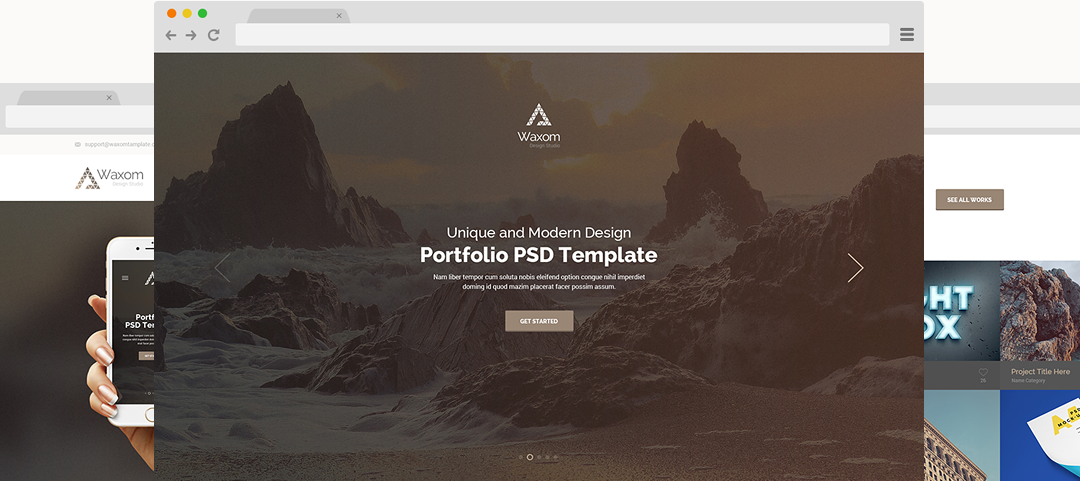 Waxom
Design Studio
Unique and Modern Design
Portfolio PSD Template
Nam liber tempor cum soluta nobis eleifend option congue nihil imperdiet
doming id quod mazim placerat facer possim assum.
GET STARTED
support@waxomtamplate.c
Waxom
Design Studio
Portf
PSD Tem
SEE ALL WORKS
GHT
OX
26
Project Title Here
Name Category